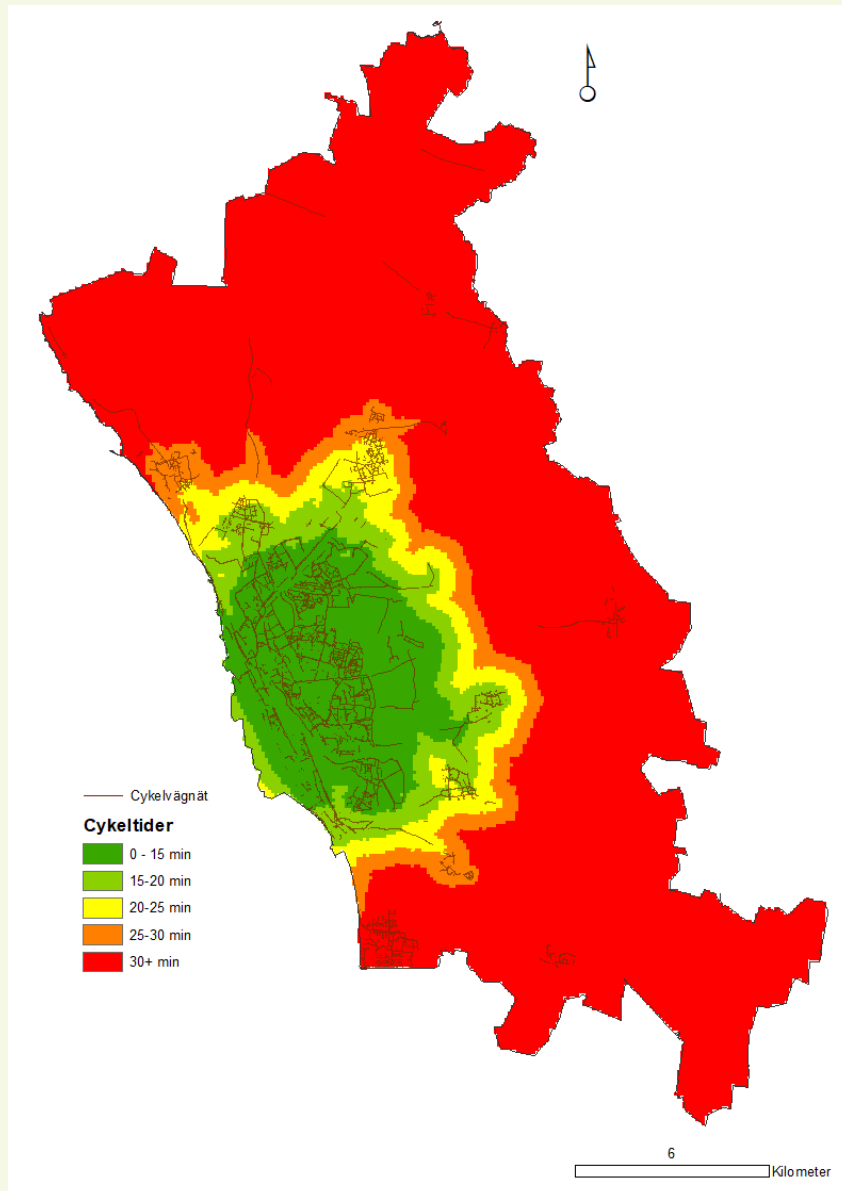 Cykelvägnät
Cykeltider
0 - 15 min
15-20 min
20-25 min
25-30 min
30+ min
6
Kilometer